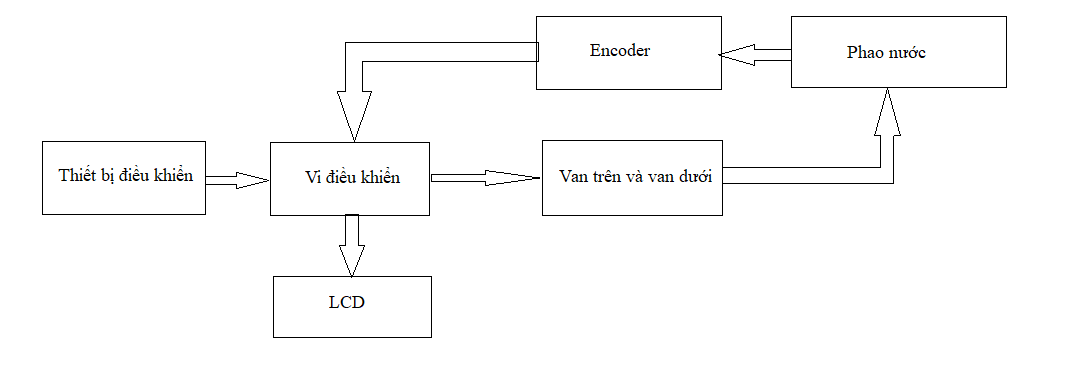 Encoder
Phao nước
Thiết bị điều khiển
Vi điều khiển
Van trên và van dưới
LCD